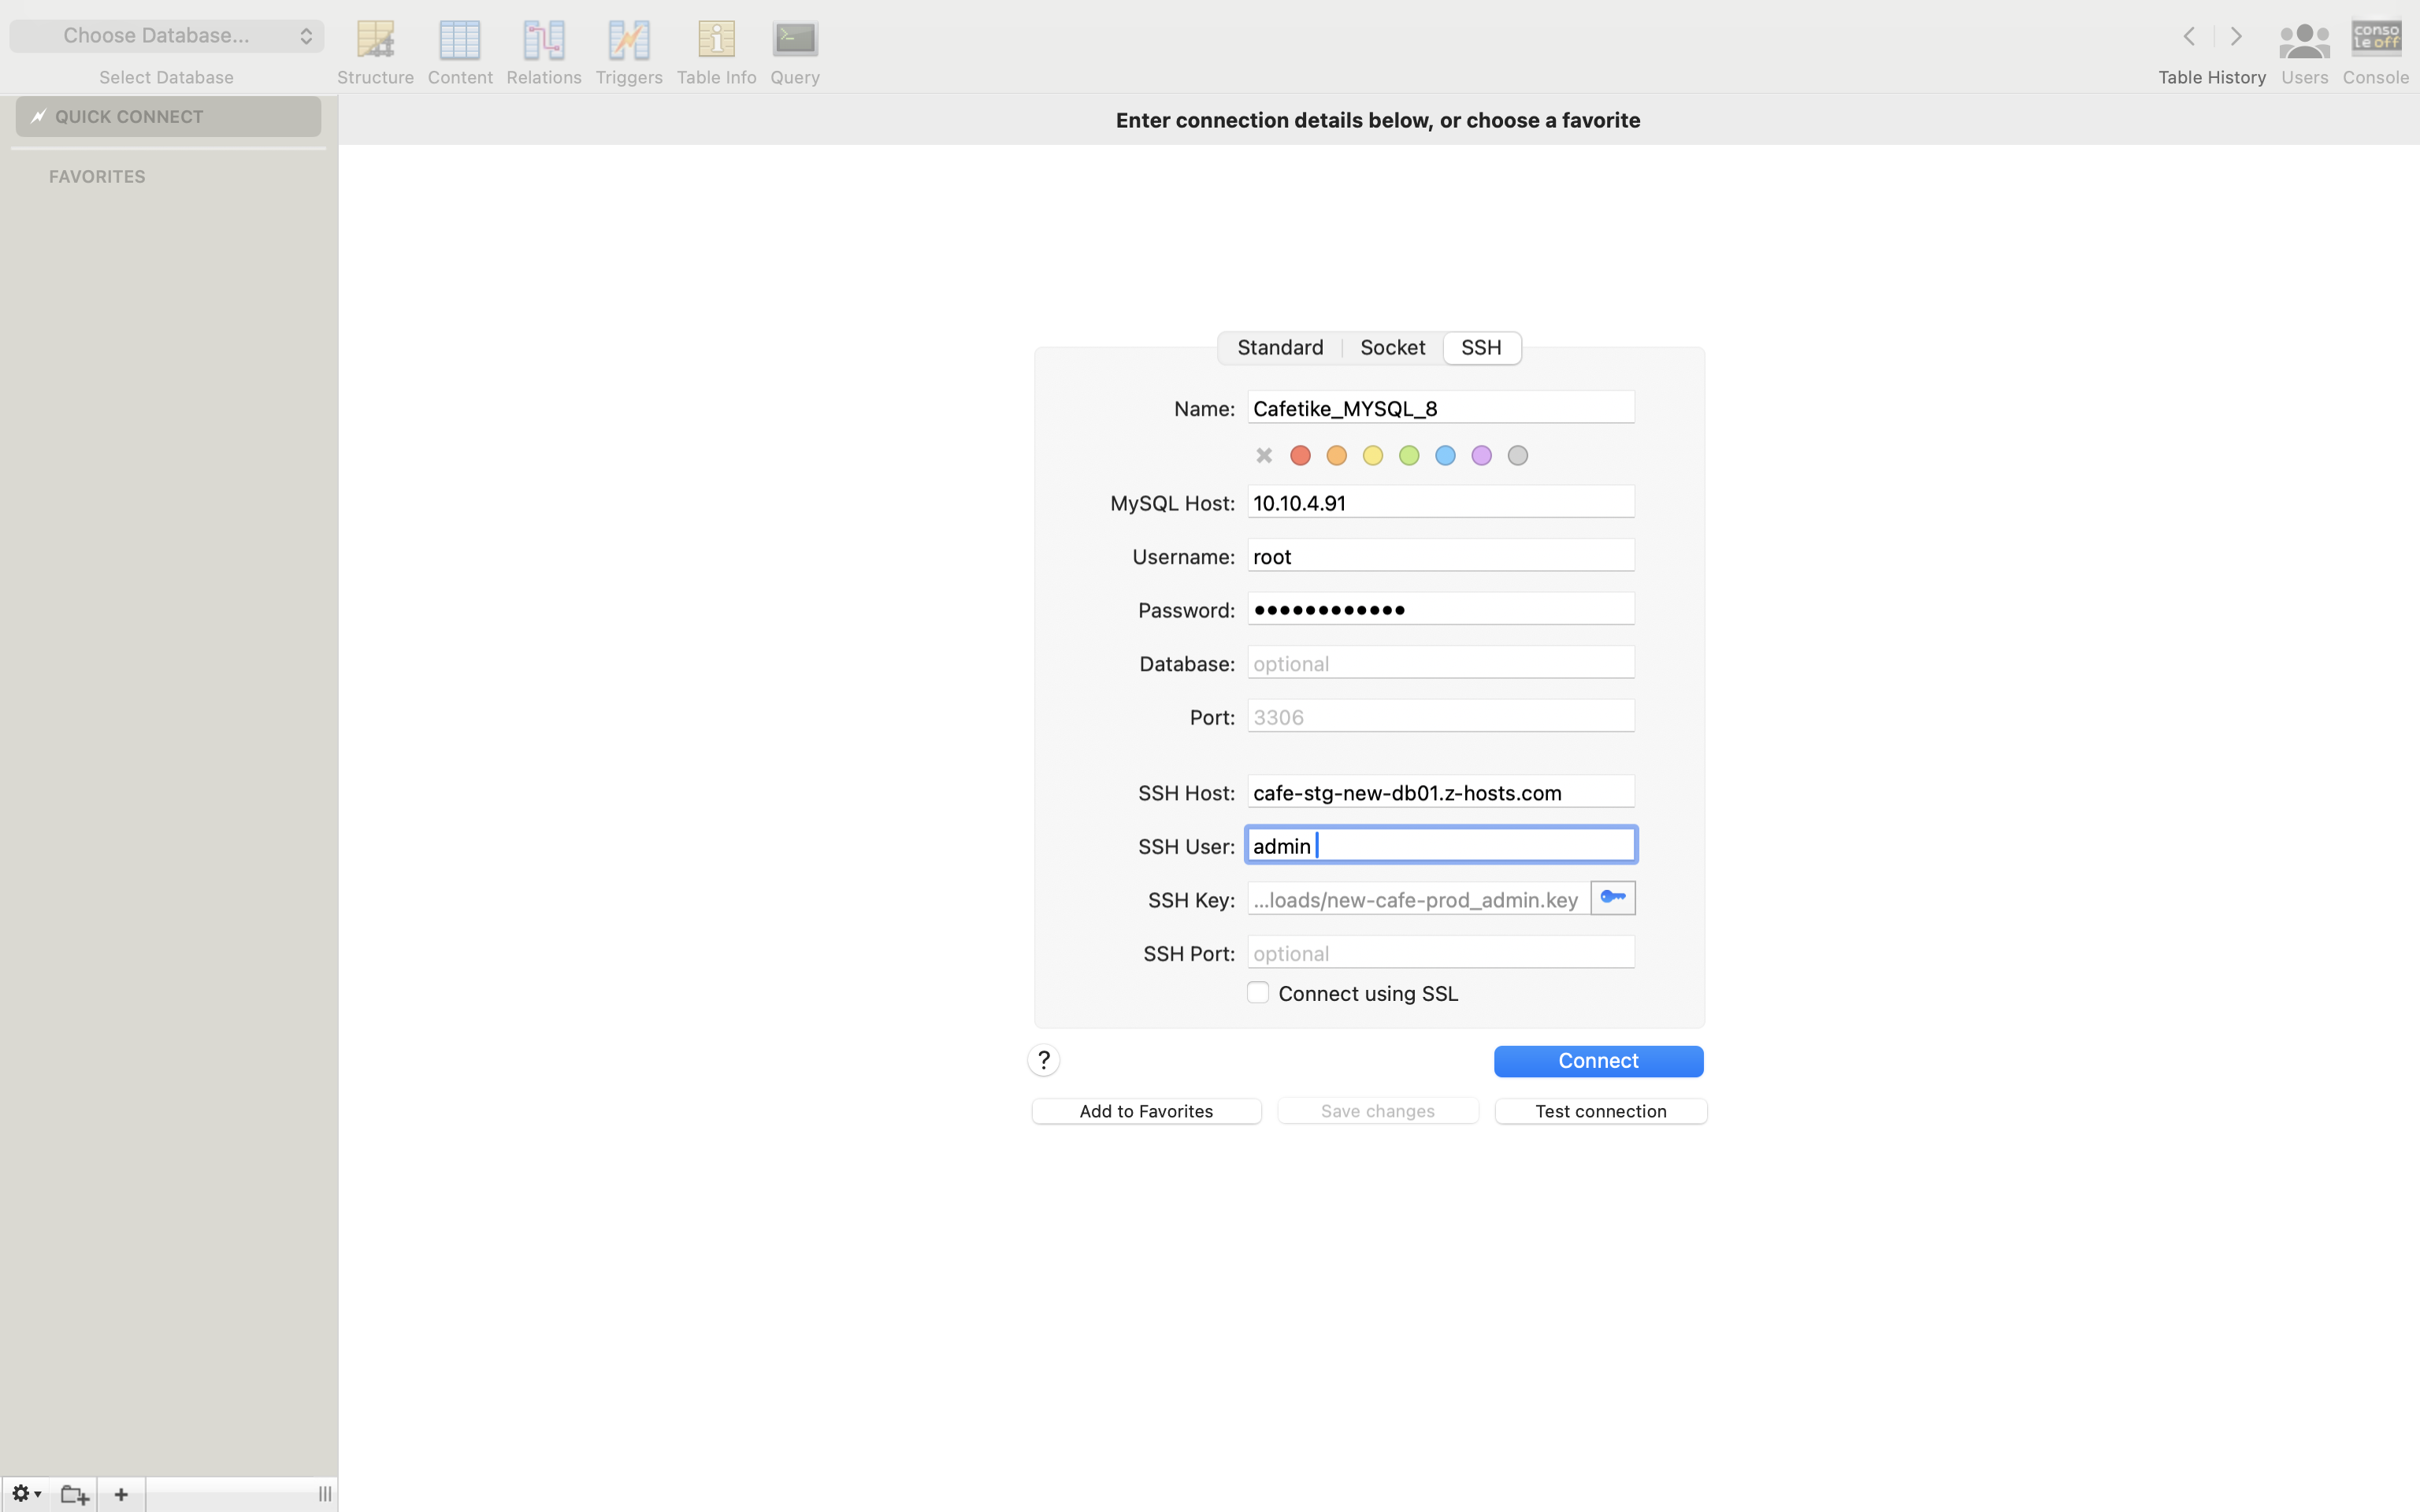 Choose Database...
Select Database
Structure
Content
Relations
Triggers
Table Info
Query
Table History
Users
conso
le off
Console
QUICK CONNECT
FAVORITES
Enter connection details below, or choose a favorite
Standard
Socket
SSH
Name: Cafetike_MYSQL_8
MySQL Host: 10.10.4.91
Username: root
Password: ●●●●●●●●●●●●
Database: optional
Port: 3306
SSH Host: cafe-stg-new-db01.z-hosts.com
SSH User: admin
SSH Key: ...loads/new-cafe-prod_admin.key
SSH Port: optional
Connect using SSL
?
Connect
Add to Favorites
Save changes
Test connection